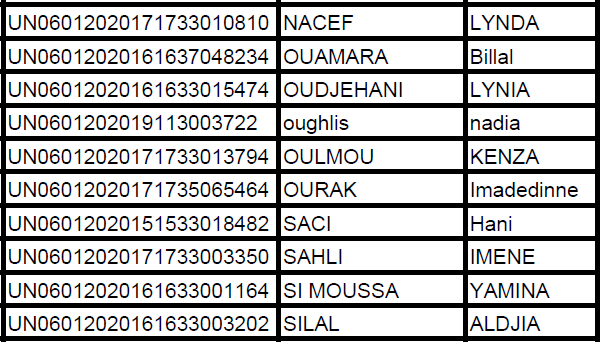 UN06012020171733010810 NACEF LYNDA
UN06012020161637048234 OUAMARA Billal
UN06012020161633015474 OUDJEHANI LYNIA
UN0601202019113003722 oughlis nadia
UN06012020171733013794 OULMOU KENZA
UN06012020171735065464 OURAK Imadedinne
UN06012020151533018482 SACI Hani
UN06012020171733003350 SAHLI IMENE
UN06012020161633001164 SI MOUSSA YAMINA
UN06012020161633003202 SILAL ALDJIA